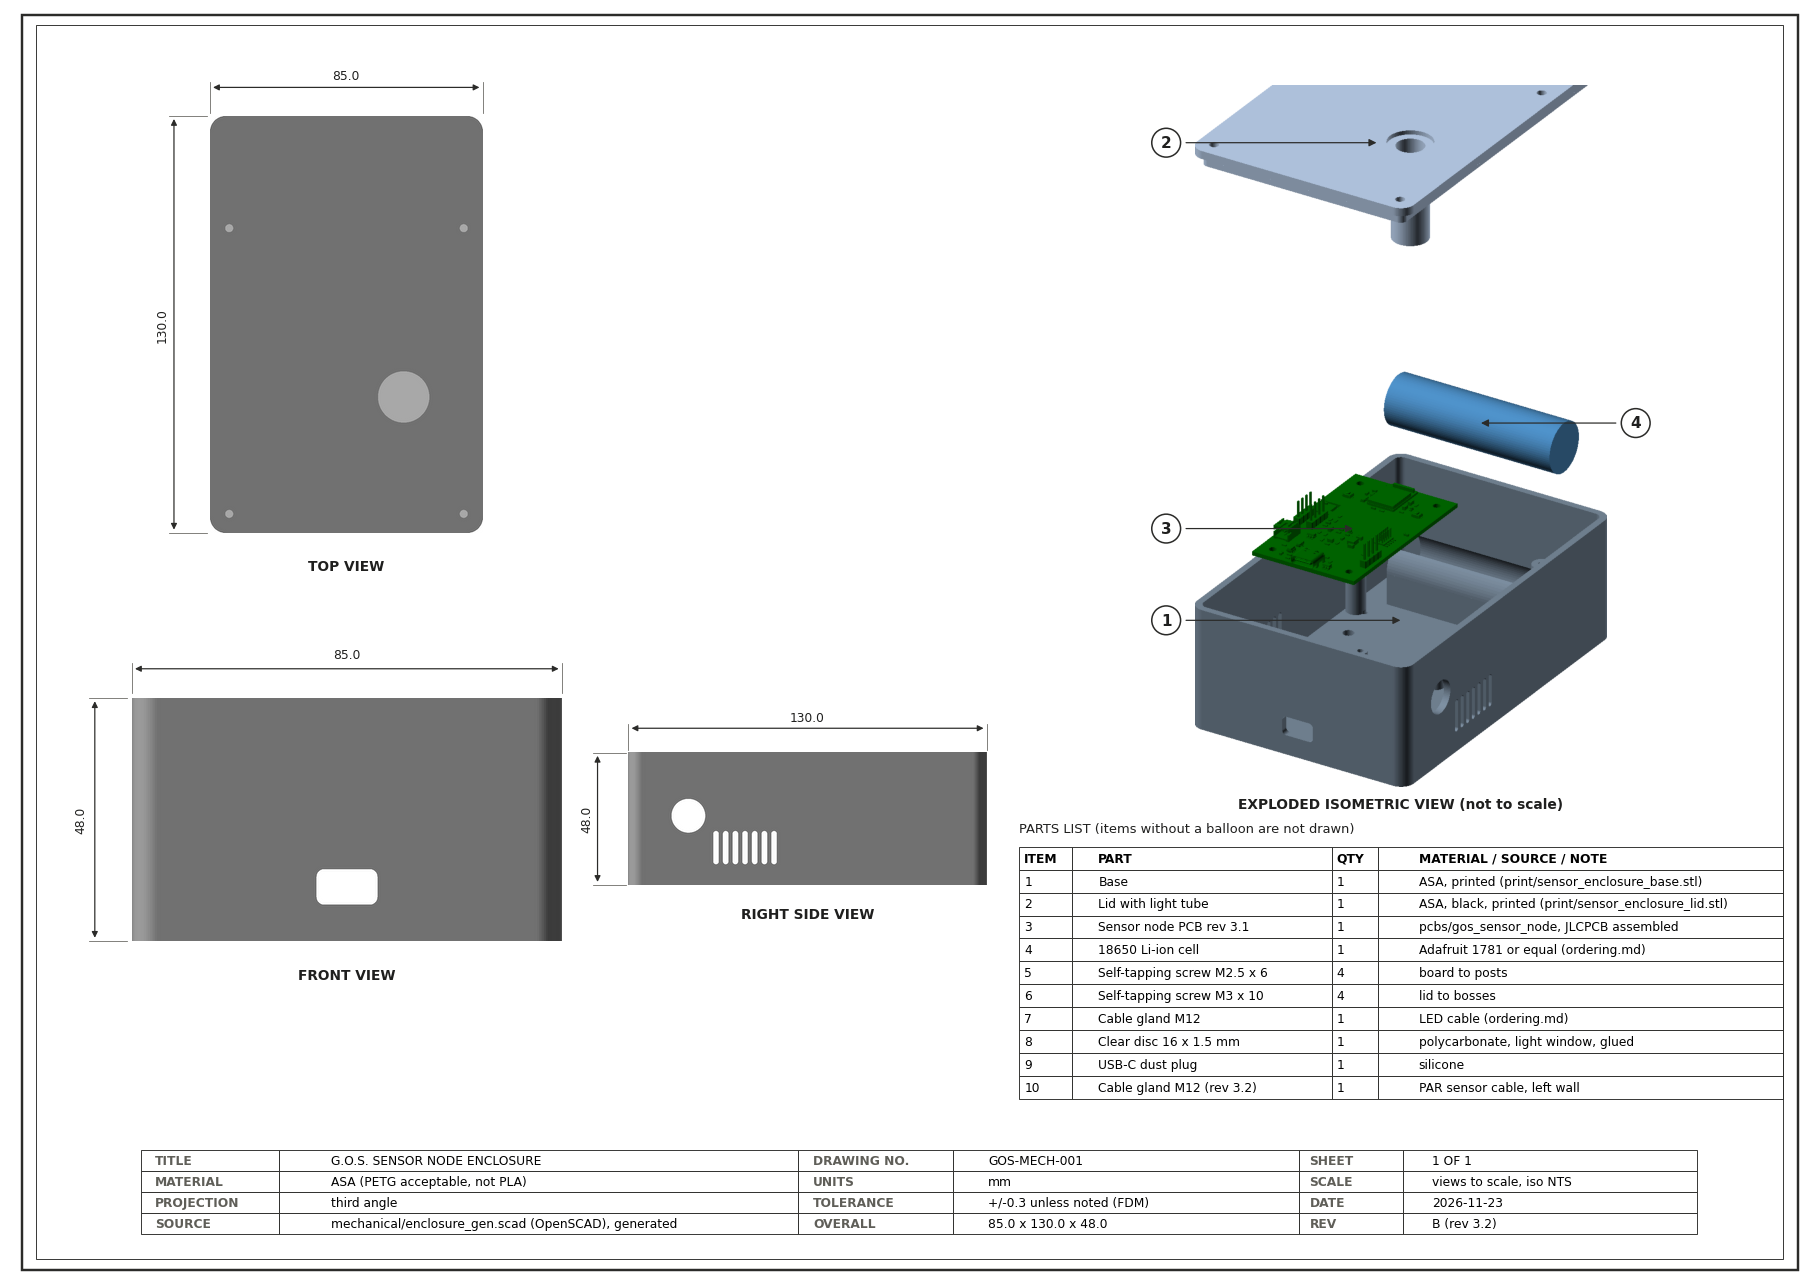 85.0
130.0
TOP VIEW
85.0
48.0
FRONT VIEW
130.0
48.0
RIGHT SIDE VIEW
2
4
3
1
EXPLODED ISOMETRIC VIEW (not to scale)
PARTS LIST (items without a balloon are not drawn)
ITEM PART QTY MATERIAL / SOURCE / NOTE
1 Base 1 ASA, printed (print/sensor_enclosure_base.stl)
2 Lid with light tube 1 ASA, black, printed (print/sensor_enclosure_lid.stl)
3 Sensor node PCB rev 3.1 1 pcbs/gos_sensor_node, JLCPCB assembled
4 18650 Li-ion cell 1 Adafruit 1781 or equal (ordering.md)
5 Self-tapping screw M2.5 x 6 4 board to posts
6 Self-tapping screw M3 x 10 4 lid to bosses
7 Cable gland M12 1 LED cable (ordering.md)
8 Clear disc 16 x 1.5 mm 1 polycarbonate, light window, glued
9 USB-C dust plug 1 silicone
10 Cable gland M12 (rev 3.2) 1 PAR sensor cable, left wall
TITLE G.O.S. SENSOR NODE ENCLOSURE DRAWING NO. GOS-MECH-001 SHEET 1 OF 1
MATERIAL ASA (PETG acceptable, not PLA) UNITS mm SCALE views to scale, iso NTS
PROJECTION third angle TOLERANCE +/-0.3 unless noted (FDM) DATE 2026-11-23
SOURCE mechanical/enclosure_gen.scad (OpenSCAD), generated OVERALL 85.0 x 130.0 x 48.0 REV B (rev 3.2)